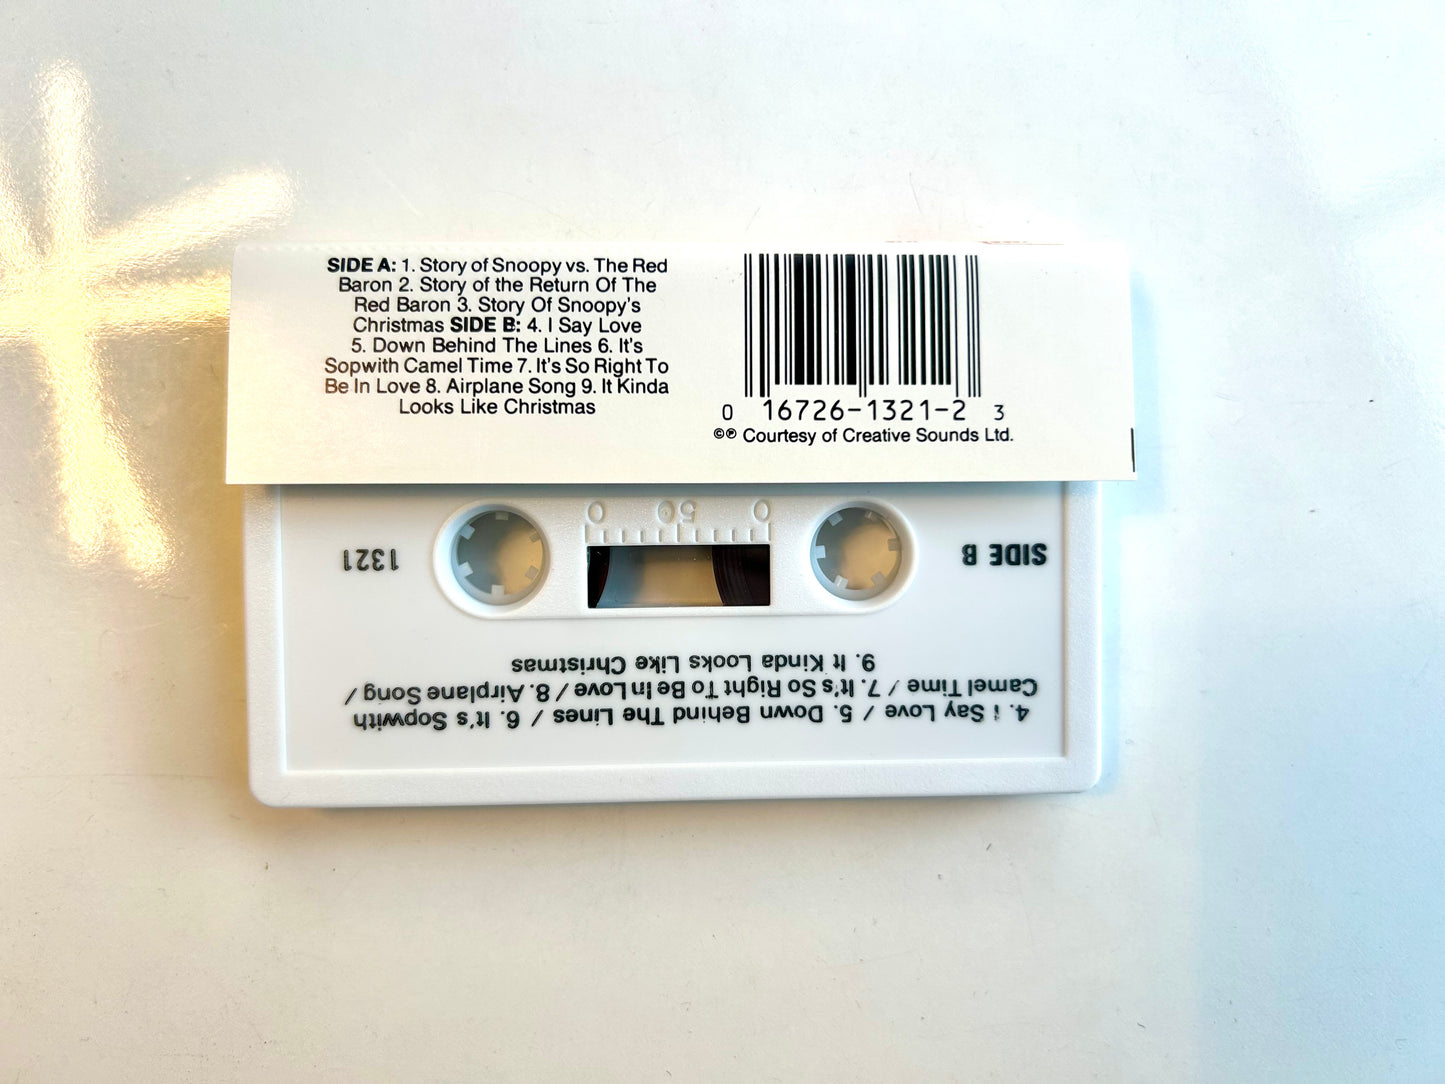 SIDE A: 1. Story of Snoopy vs. The Red
Baron 2. Story of the Return Of The
Red Baron 3. Story Of Snoopy's
Christmas SIDE B: 4. I Say Love
5. Down Behind The Lines 6. It's
Sopwith Camel Time 7. It's So Right To
Be In Love 8. Airplane Song 9. It Kinda
Looks Like Christmas
0 16726-1321-2 3
©℗ Courtesy of Creative Sounds Ltd.
0 50 0
SIDE B
1321
4. I Say Love / 5. Down Behind The Lines / 6. It's Sopwith
Camel Time / 7. It's So Right To Be In Love / 8. Airplane Song /
9. It Kinda Looks Like Christmas